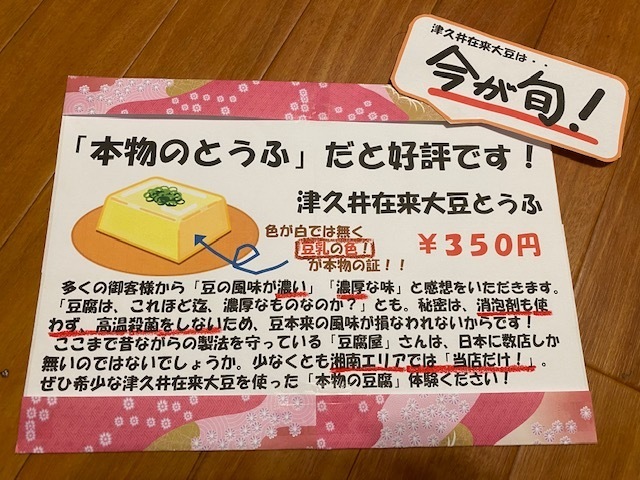 津久井在来大豆は・・
今が旬！
「本物のとうふ」だと好評です！
津久井在来大豆とうふ
色が白では無く
豆乳の色！
が本物の証！！
￥３５０円
多くの御客様から「豆の風味が濃い」「濃厚な味」と感想をいただきます。
「豆腐は、これほど迄、濃厚なものなのか？」とも。秘密は、消泡剤も使
わず、高温殺菌をしないため、豆本来の風味が損なわれないからです！
ここまで昔ながらの製法を守っている「豆腐屋」さんは、日本に数店しか
無いのではないでしょうか。少なくとも湘南エリアでは「当店だけ！」。
ぜひ希少な津久井在来大豆を使った「本物の豆腐」体験ください！